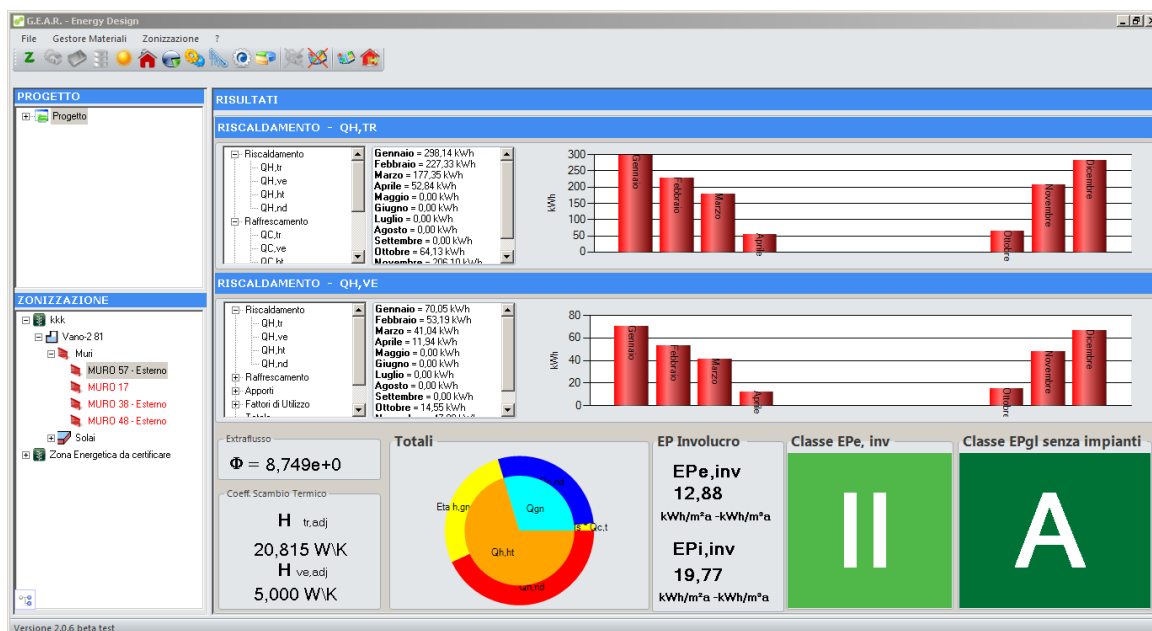 G.E.A.R. - Energy Design
File Gestore Materiali Zonizzazione ?
PROGETTO
Progetto
ZONIZZAZIONE
kkk
Vano-2 81
Muri
MURO 57 - Esterno
MURO 17
MURO 38 - Esterno
MURO 48 - Esterno
Solai
Zona Energetica da certificare
RISULTATI
RISCALDAMENTO - QH,TR
Riscaldamento
QH,tr
QH,ve
QH,ht
QH,nd
Raffrescamento
QC,tr
QC,ve
QC,ht
Gennaio = 298,14 kWh
Febbraio = 227,33 kWh
Marzo = 177,35 kWh
Aprile = 52,84 kWh
Maggio = 0,00 kWh
Giugno = 0,00 kWh
Luglio = 0,00 kWh
Agosto = 0,00 kWh
Settembre = 0,00 kWh
Ottobre = 64,13 kWh
Novembre = 206,10 kWh
kWh
300
250
200
150
100
50
0
Gennaio
Febbraio
Marzo
Aprile
Ottobre
Novembre
Dicembre
RISCALDAMENTO - QH,VE
Riscaldamento
QH,tr
QH,ve
QH,ht
QH,nd
Raffrescamento
Apporti
Fattori di Utilizzo
Gennaio = 70,05 kWh
Febbraio = 53,19 kWh
Marzo = 41,04 kWh
Aprile = 11,94 kWh
Maggio = 0,00 kWh
Giugno = 0,00 kWh
Luglio = 0,00 kWh
Agosto = 0,00 kWh
Settembre = 0,00 kWh
Ottobre = 14,55 kWh
kWh
80
60
40
20
0
Gennaio
Febbraio
Marzo
Aprile
Ottobre
Novembre
Dicembre
Extraflusso
Φ = 8,749e+0
Coeff. Scambio Termico
H tr,adj
20,815 W\K
H ve,adj
5,000 W\K
Totali
Eta h,gn
Qgn
Qh,ht
Qh,nd
EP Involucro
EPe,inv
12,88
kWh/m²a -kWh/m³a
EPi,inv
19,77
kWh/m²a -kWh/m³a
Classe EPe, inv
II
Classe EPgl senza impianti
A
Versione 2.0.6 beta test